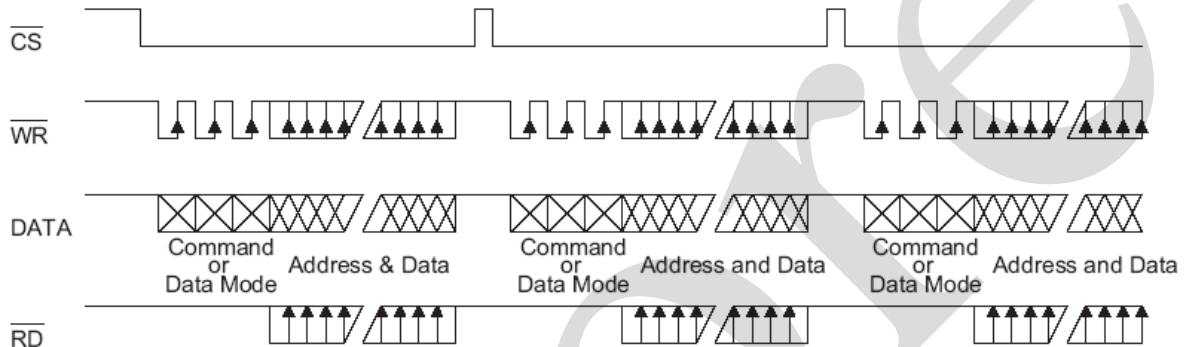 CS
WR
DATA
Command
or
Data Mode
Address & Data
Command
or
Data Mode
Address and Data
Command
or
Data Mode
Address and Data
RD